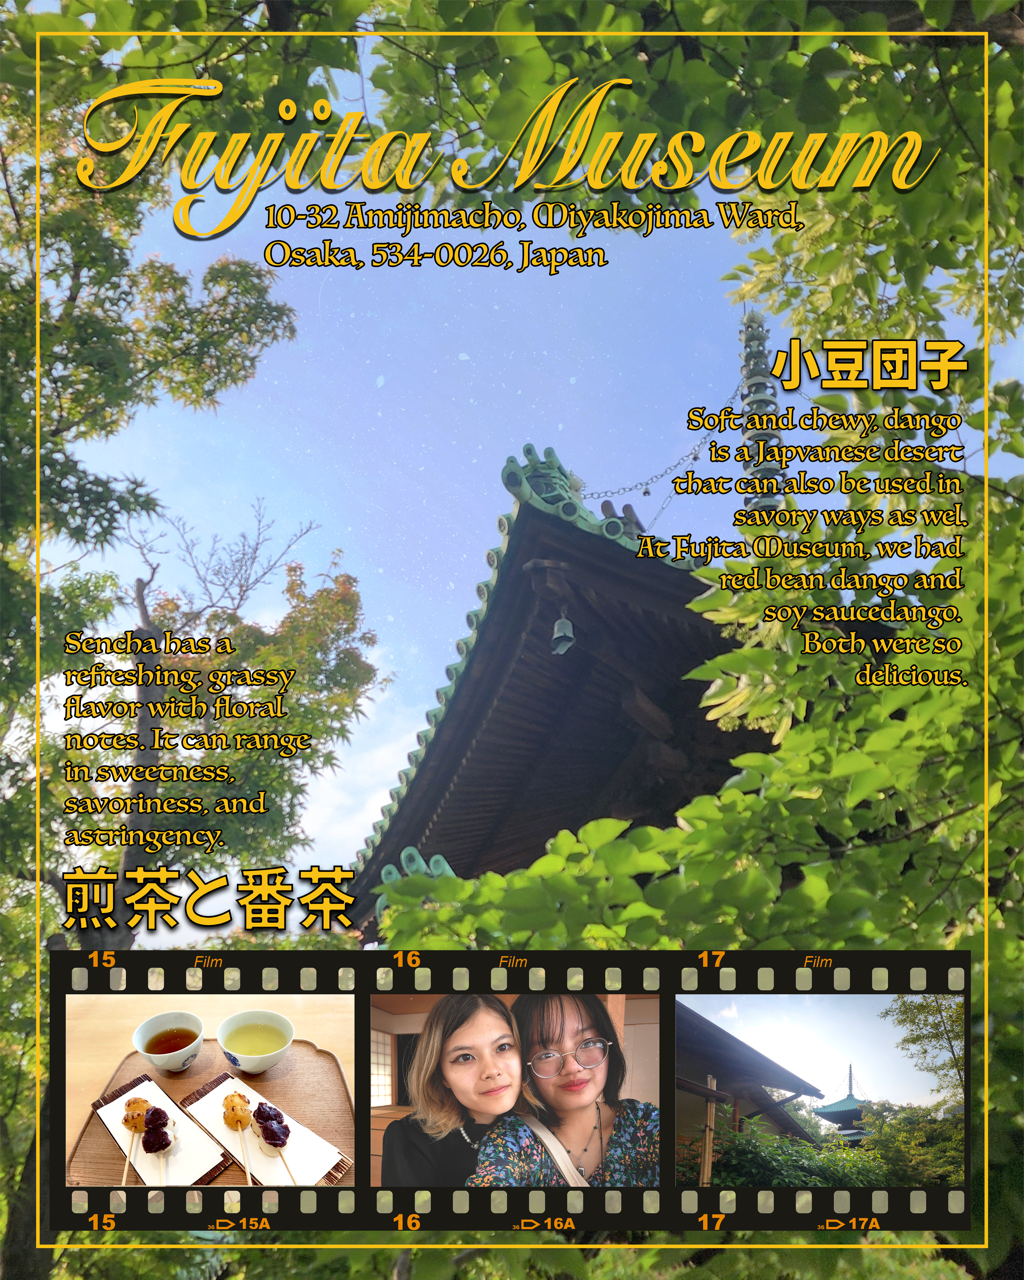 Fujita Museum
10-32 Amijimacho, Miyakojima Ward,
Osaka, 534-0026, Japan
小豆団子
Soft and chewy, dango
is a Japvanese desert
that can also be used in
savory ways as wel.
At Fujita Museum, we had
red bean dango and
soy saucedango.
Both were so
delicious.
Sencha has a
refreshing, grassy
flavor with floral
notes. It can range
in sweetness,
savoriness, and
astringency.
煎茶と番茶
15 Film 16 Film 17 Film
15 36 15A 16 36 16A 17 36 17A